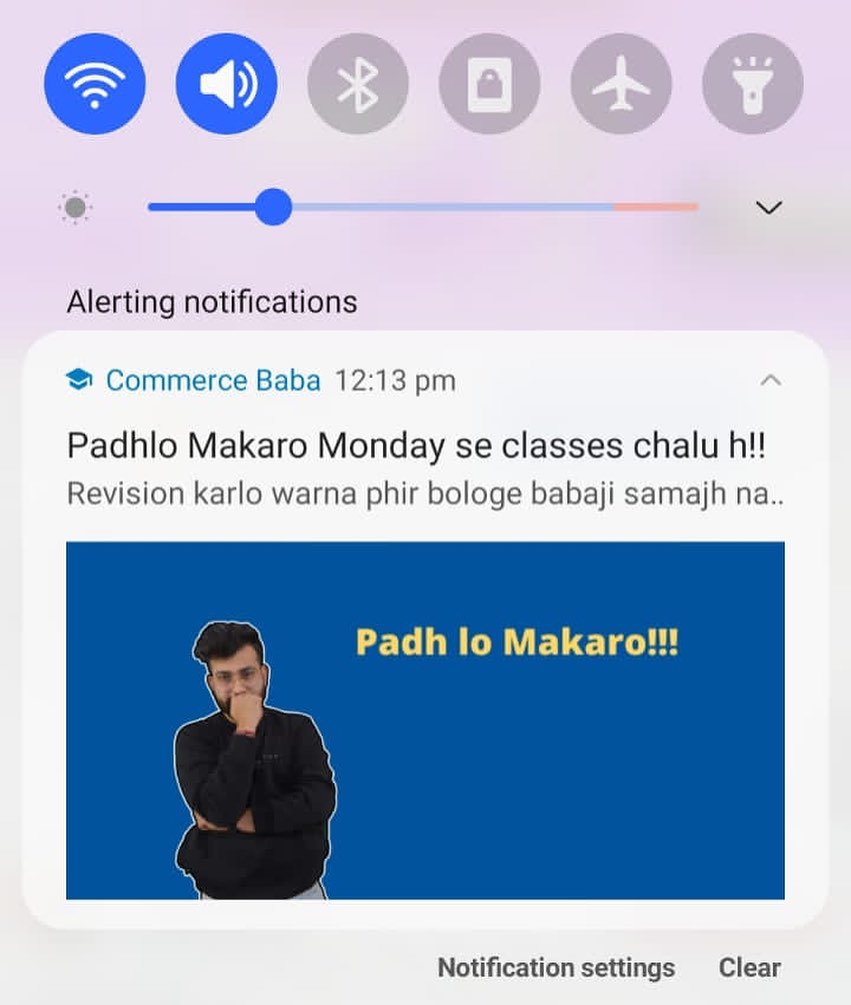 Alerting notifications
Commerce Baba 12:13 pm
Padhlo Makaro Monday se classes chalu h!!
Revision karlo warna phir bologe babaji samajh na..
Padh lo Makaro!!!
Notification settings Clear